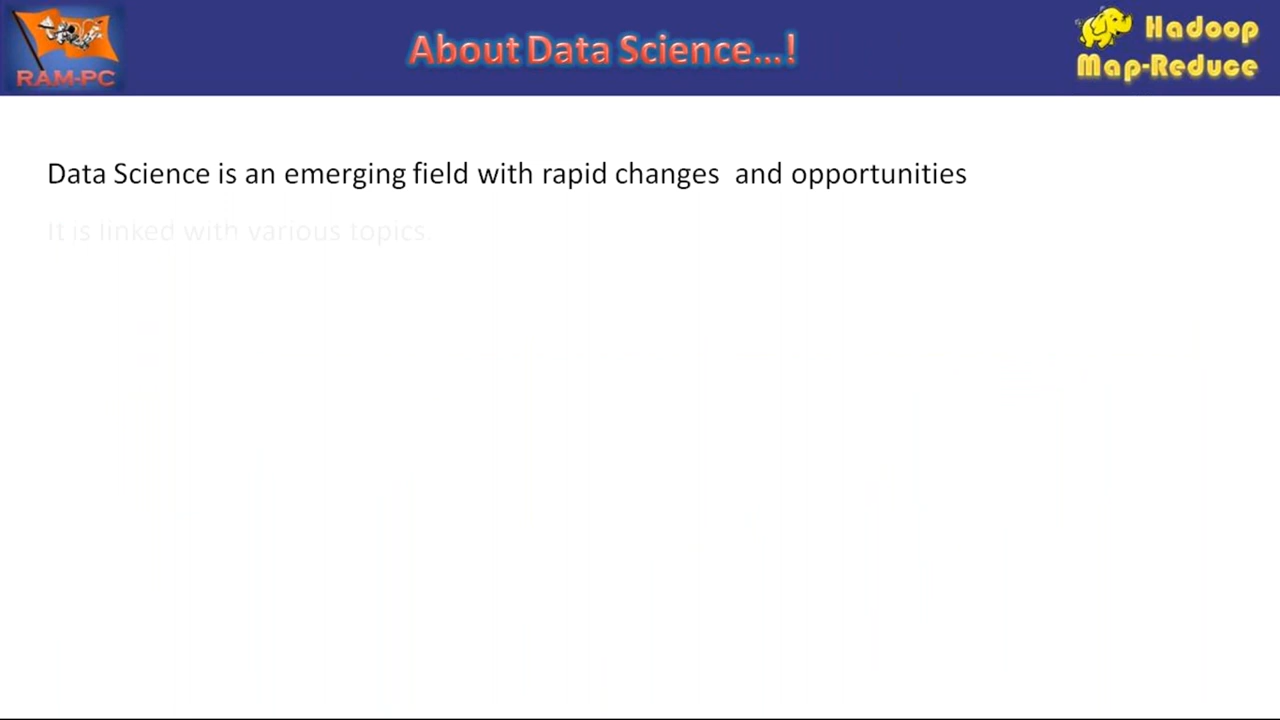 RAM-PC
About Data Science...!
Hadoop
Map-Reduce
Data Science is an emerging field with rapid changes  and opportunities
It is linked with various topics.